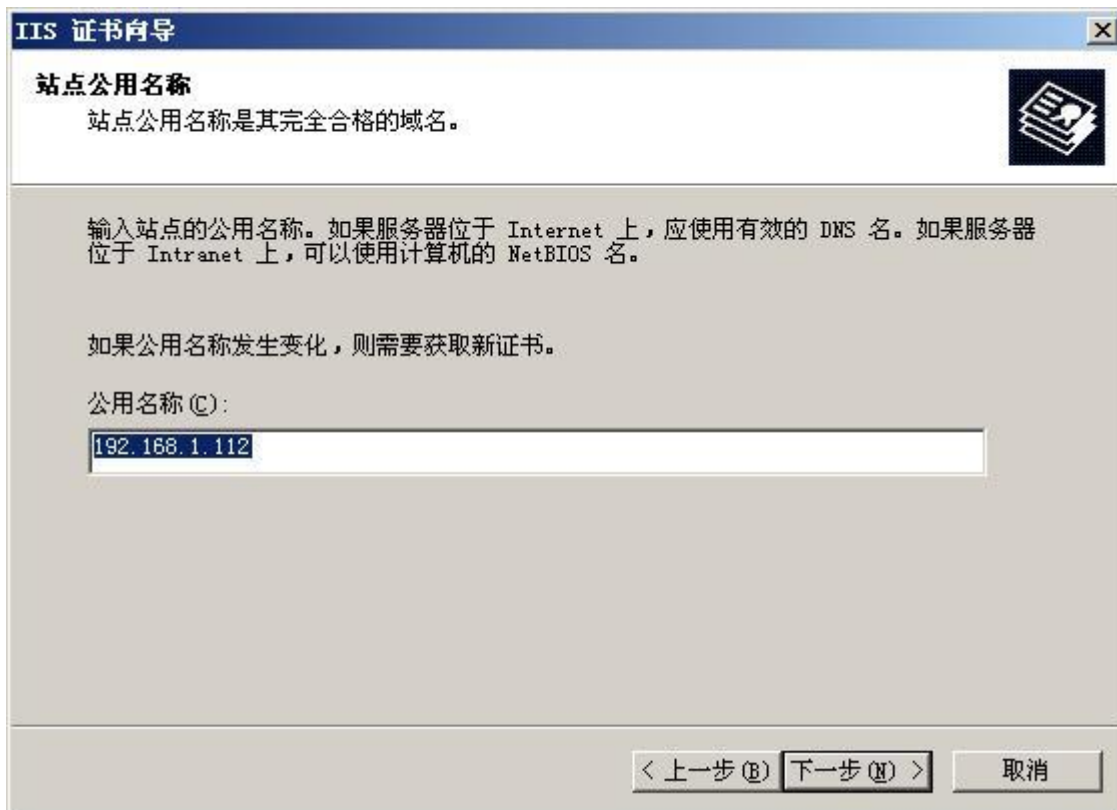 IIS 证书向导
站点公用名称
站点公用名称是其完全合格的域名。
输入站点的公用名称。如果服务器位于 Internet 上，应使用有效的 DNS 名。如果服务器
位于 Intranet 上，可以使用计算机的 NetBIOS 名。
如果公用名称发生变化，则需要获取新证书。
公用名称(C):
192.168.1.112
< 上一步(B) 下一步(N) > 取消